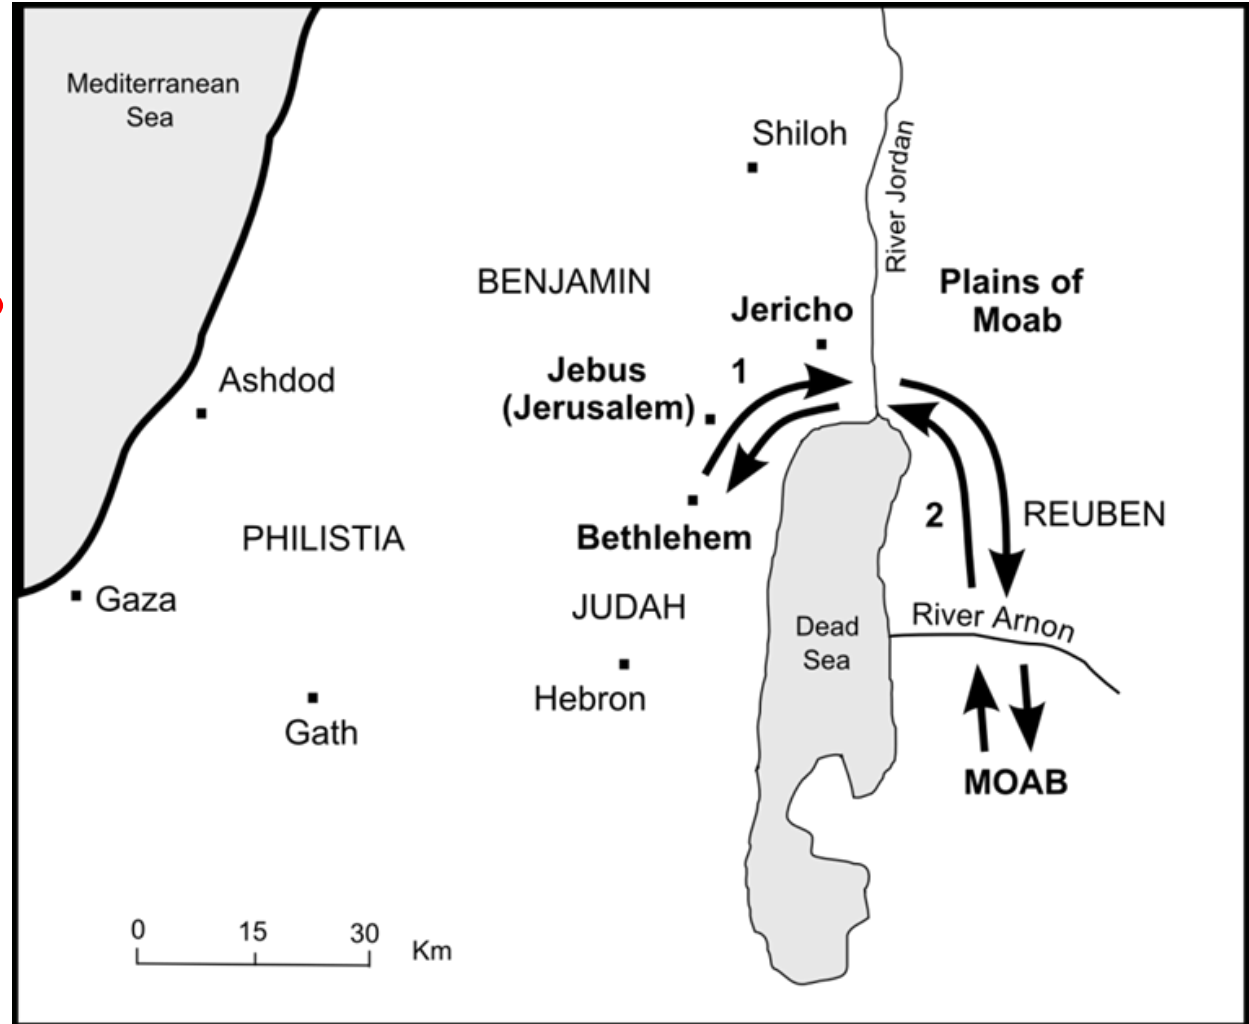 Mediterranean
Sea
Shiloh
River Jordan
BENJAMIN
Plains of
Moab
Jericho
Jebus
(Jerusalem)
1
Ashdod
Bethlehem
2
REUBEN
PHILISTIA
Gaza
JUDAH
River Arnon
Dead
Sea
Hebron
Gath
MOAB
0 15 30 Km